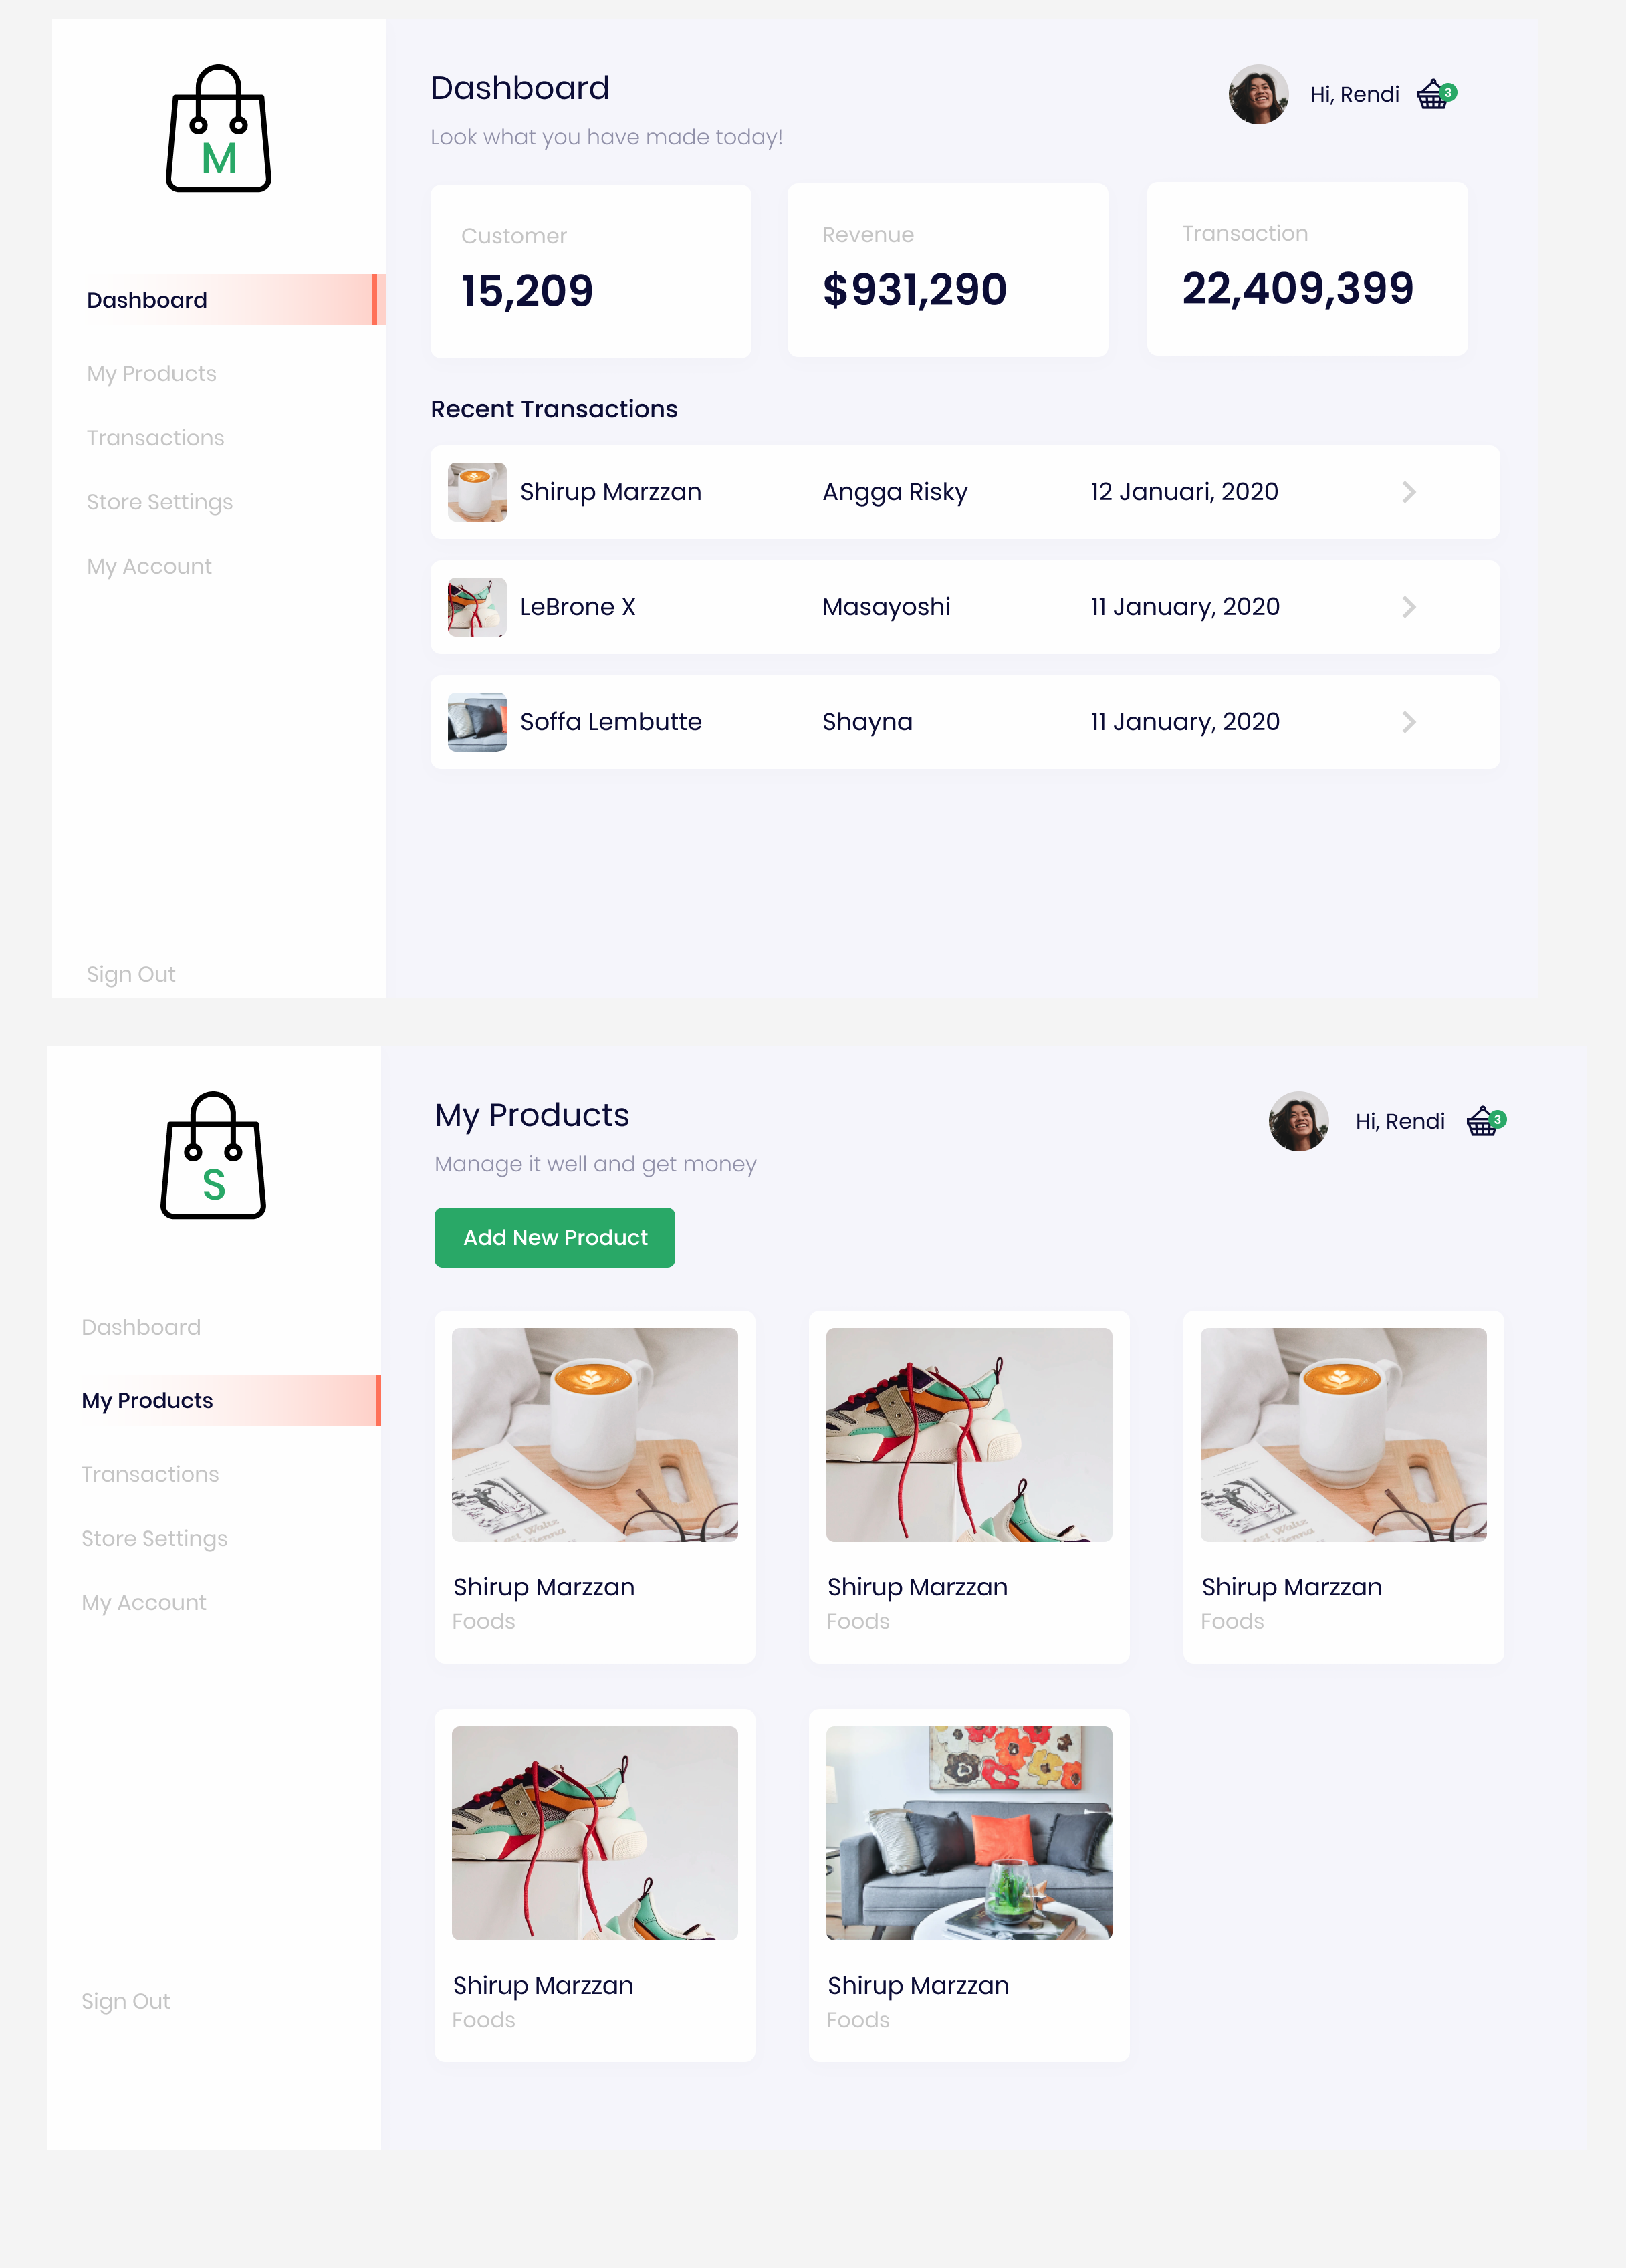 M
Dashboard
My Products
Transactions
Store Settings
My Account
Sign Out
Dashboard
Look what you have made today!
Hi, Rendi
3
Customer
15,209
Revenue
$931,290
Transaction
22,409,399
Recent Transactions
Shirup Marzzan Angga Risky 12 Januari, 2020
LeBrone X Masayoshi 11 January, 2020
Soffa Lembutte Shayna 11 January, 2020
S
Dashboard
My Products
Transactions
Store Settings
My Account
Sign Out
My Products
Manage it well and get money
Hi, Rendi
3
Add New Product
Shirup Marzzan
Foods
Shirup Marzzan
Foods
Shirup Marzzan
Foods
Shirup Marzzan
Foods
Shirup Marzzan
Foods